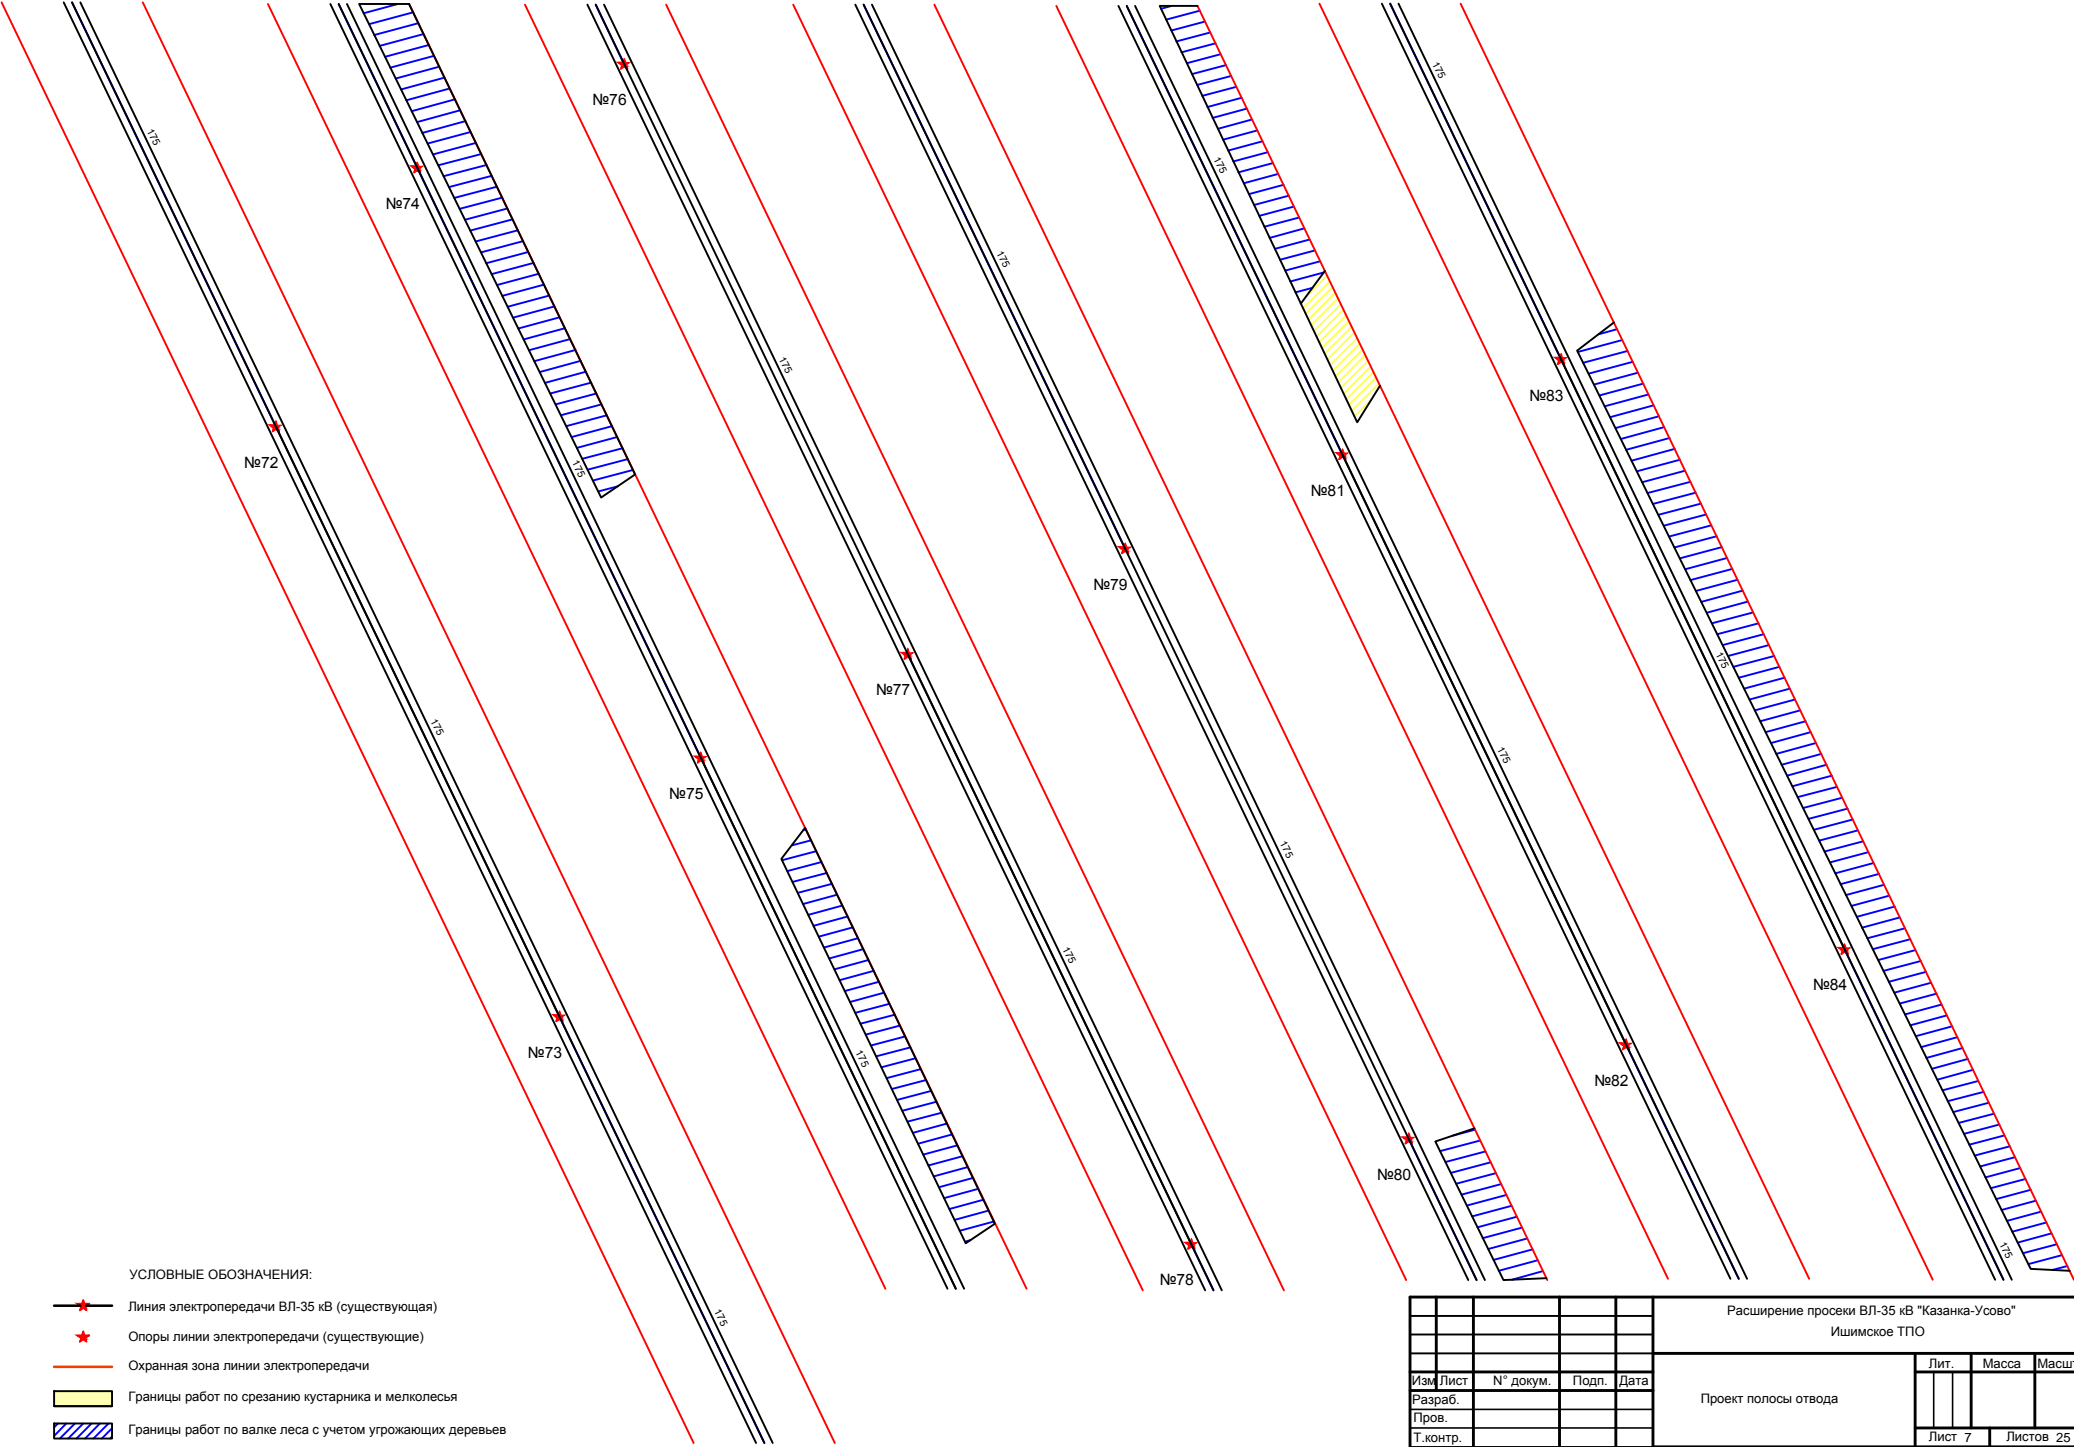 175
№76
175
175
№74
175
175
№83
№72
№81
175
175
№79
175
№77
175
175
№75
175
175
№84
175
175
№73
№82
№80
175
№78
175
УСЛОВНЫЕ ОБОЗНАЧЕНИЯ:
Линия электропередачи ВЛ-35 кВ (существующая)
Опоры линии электропередачи (существующие)
Охранная зона линии электропередачи
Границы работ по срезанию кустарника и мелколесья
Границы работ по валке леса с учетом угрожающих деревьев
Расширение просеки ВЛ-35 кВ "Казанка-Усово"
Ишимское ТПО
Лит. Масса
Изм Лист N° докум. Подп. Дата
Разраб.
Проект полосы отвода
Пров.
Т.контр.
Лист 7 Листов 25